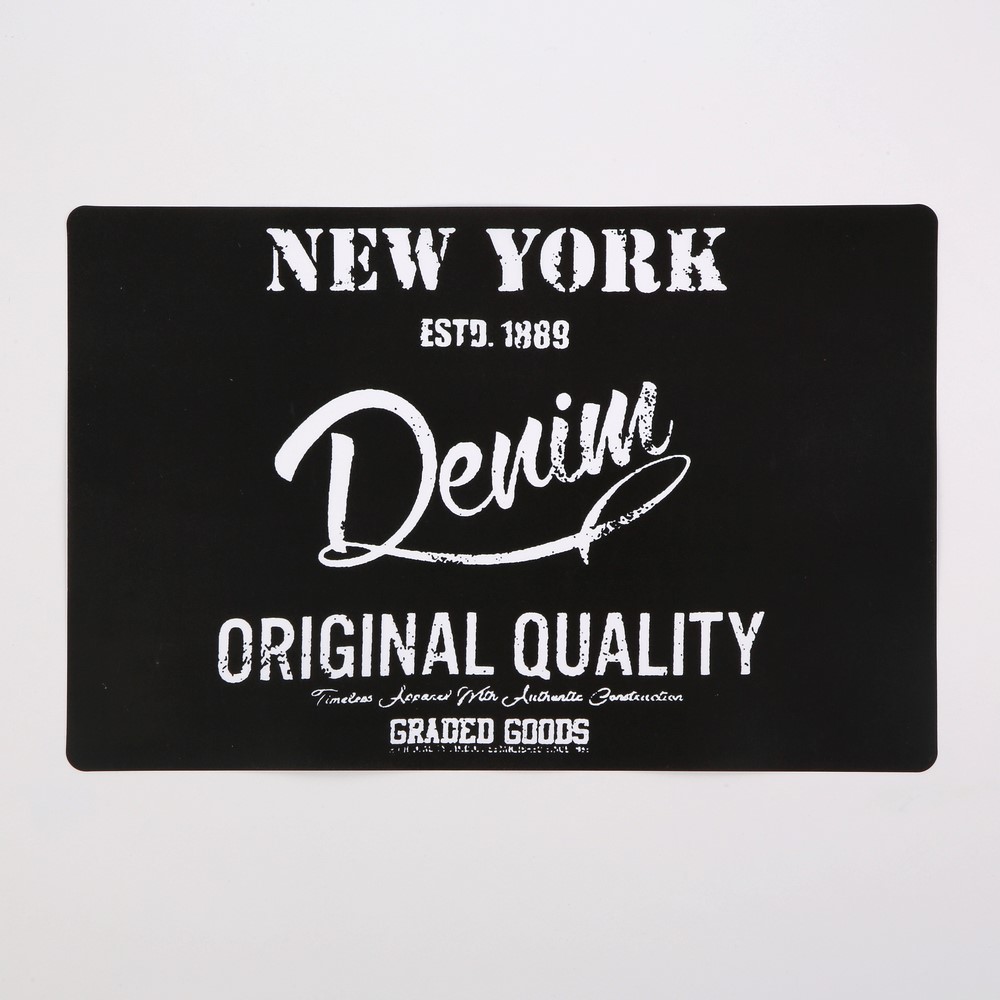 NEW YORK
ESTD. 1889
Denim
ORIGINAL QUALITY
Timeless Apparel With Authentic Construction
GRADED GOODS